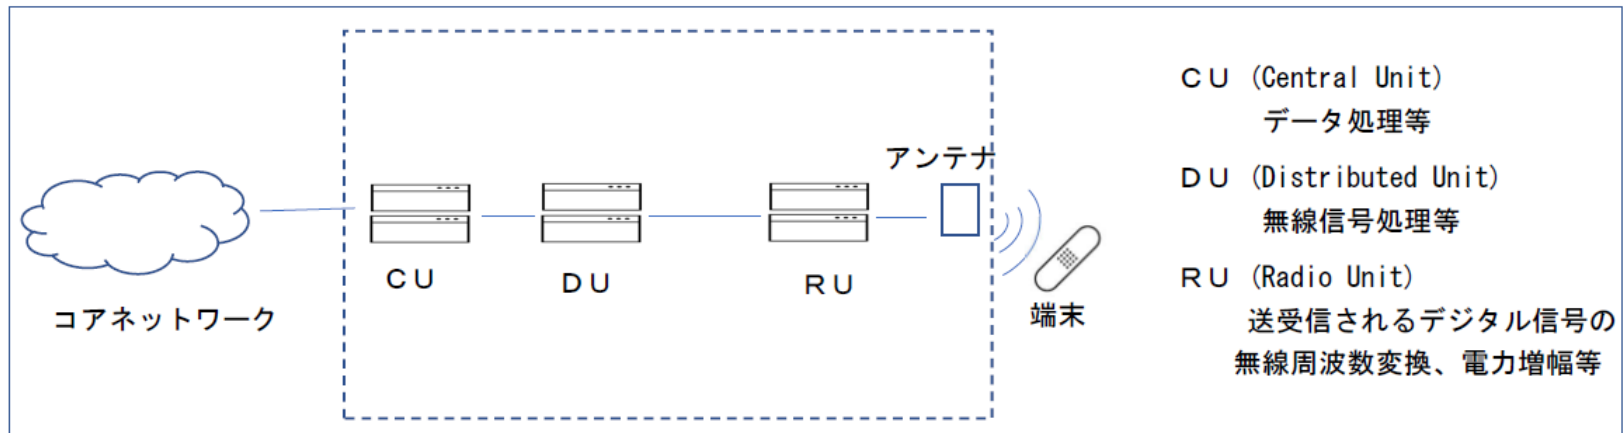 コアネットワーク
CU
DU
RU
アンテナ
端末
CU (Central Unit)
データ処理等
DU (Distributed Unit)
無線信号処理等
RU (Radio Unit)
送受信されるデジタル信号の
無線周波数変換、電力増幅等